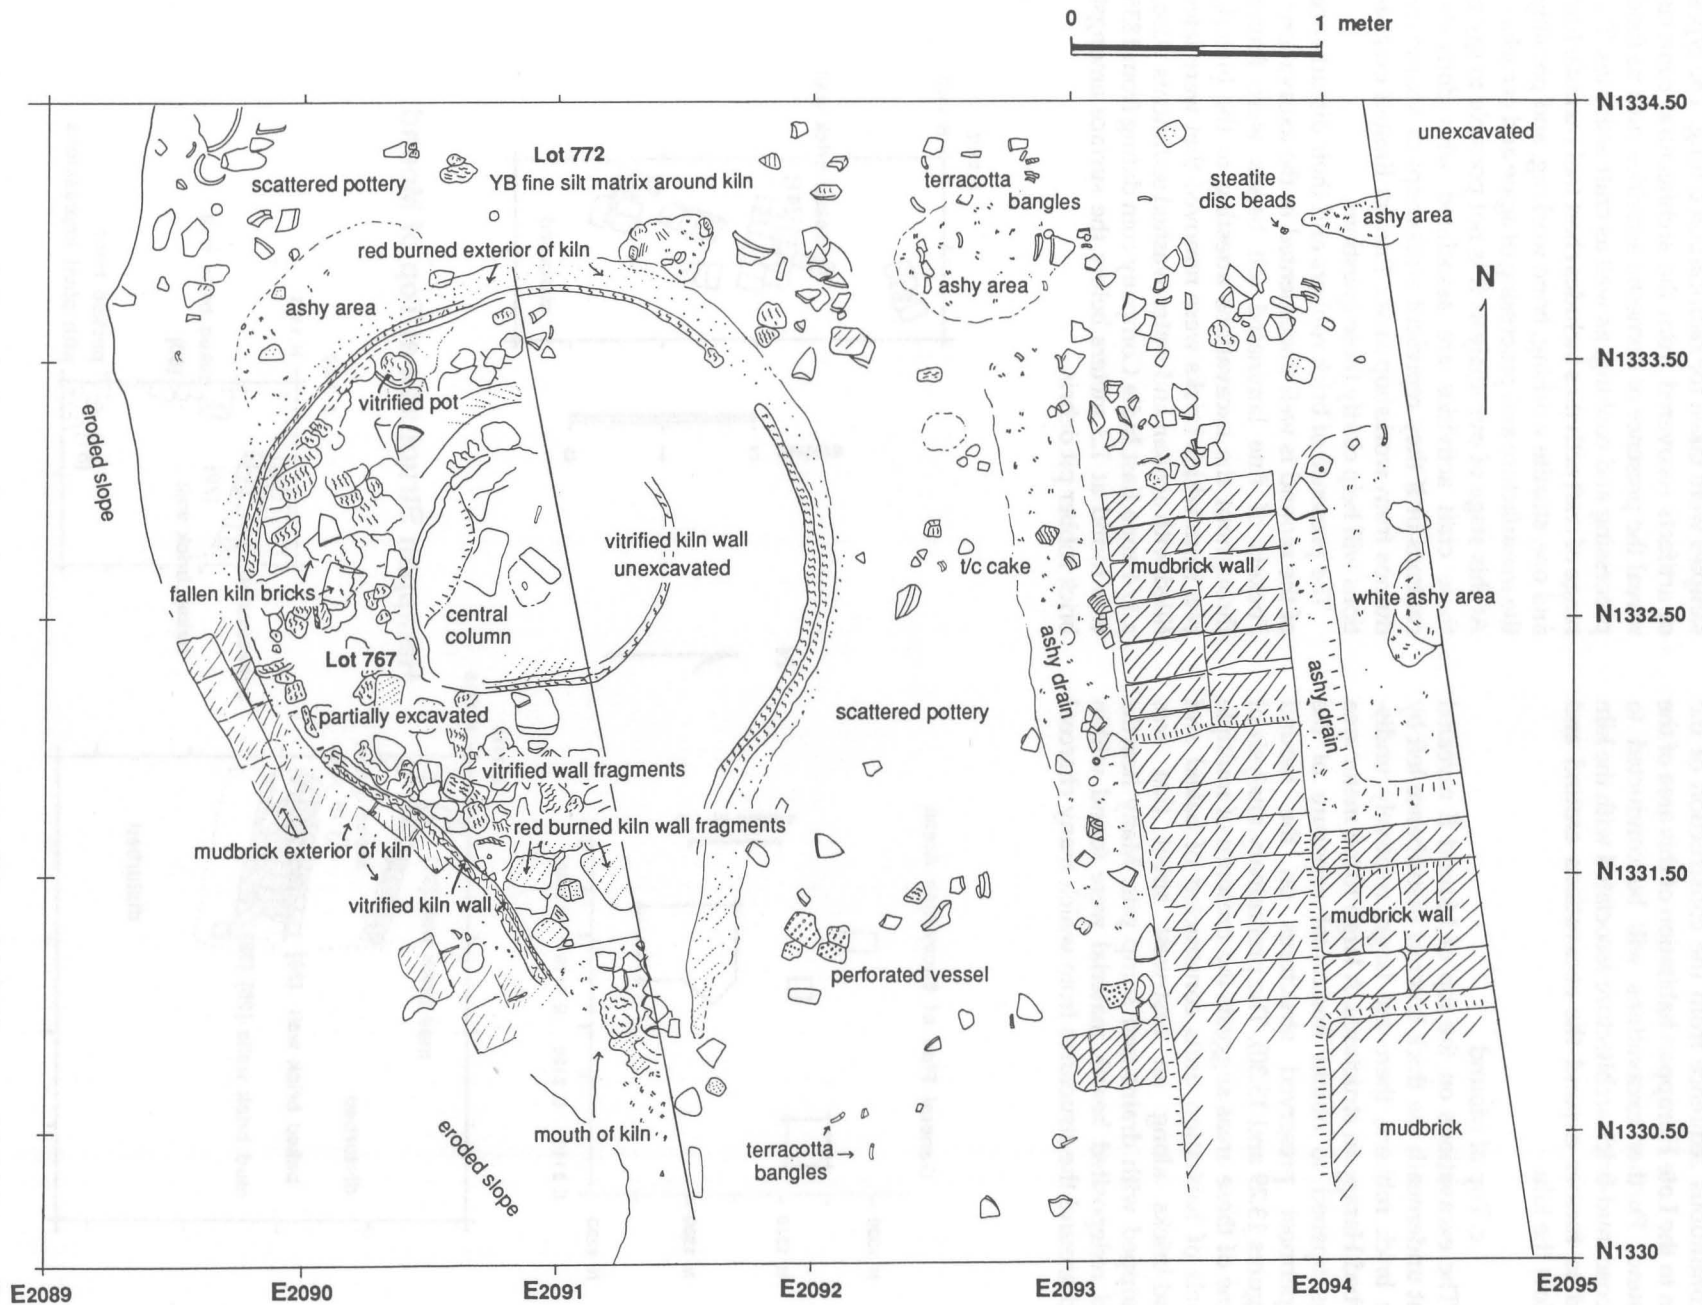 0 1 meter
N1334.50
unexcavated
Lot 772
YB fine silt matrix around kiln
scattered pottery
terracotta
bangles
steatite
disc beads
ashy area
red burned exterior of kiln
ashy area
ashy area
N
N1333.50
vitrified pot
eroded slope
vitrified kiln wall
unexcavated
t/c cake
mudbrick wall
fallen kiln bricks
central
column
white ashy area
N1332.50
Lot 767
ashy drain
ashy drain
partially excavated
scattered pottery
vitrified wall fragments
red burned kiln wall fragments
mudbrick exterior of kiln
N1331.50
vitrified kiln wall
mudbrick wall
perforated vessel
mouth of kiln
eroded slope
terracotta
bangles
mudbrick
N1330.50
N1330
E2089 E2090 E2091 E2092 E2093 E2094 E2095